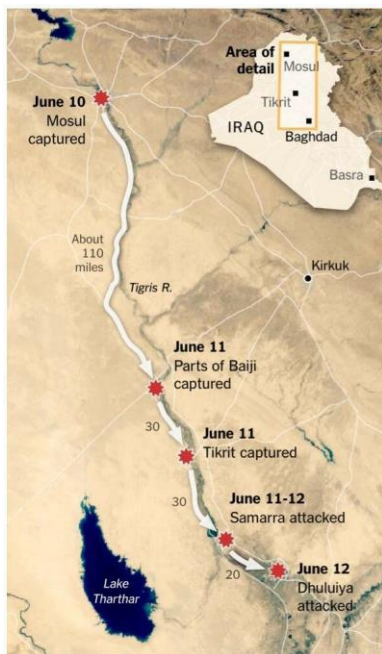 Area of
detail
Mosul
Tikrit
IRAQ
Baghdad
Basra
June 10
Mosul
captured
About
110
miles
Tigris R.
Kirkuk
June 11
Parts of Baiji
captured
30
June 11
Tikrit captured
30
June 11-12
Samarra attacked
20
June 12
Dhuluiya
attacked
Lake
Tharthar